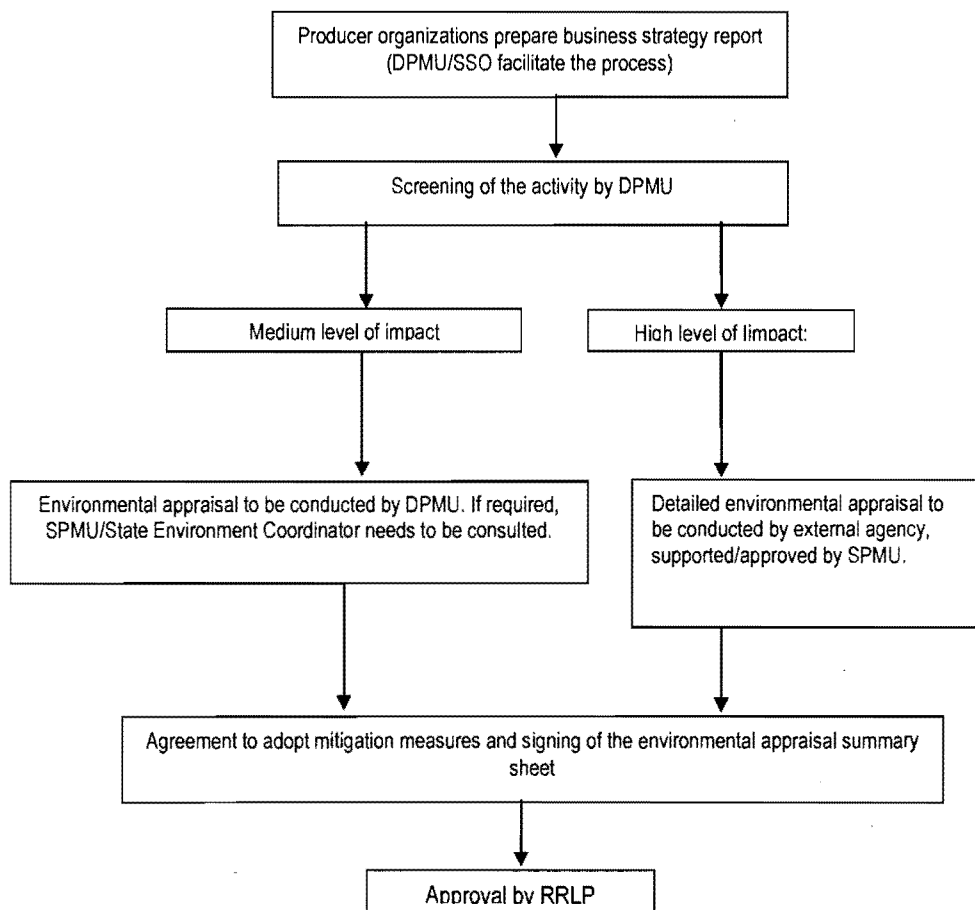 Producer organizations prepare business strategy report
(DPMU/SSO facilitate the process)
Screening of the activity by DPMU
Medium level of impact
High level of Iimpact:
Environmental appraisal to be conducted by DPMU. If required,
SPMU/State Environment Coordinator needs to be consulted.
Detailed environmental appraisal to
be conducted by external agency,
supported/approved by SPMU.
Agreement to adopt mitigation measures and signing of the environmental appraisal summary
sheet
Approval by RRLP